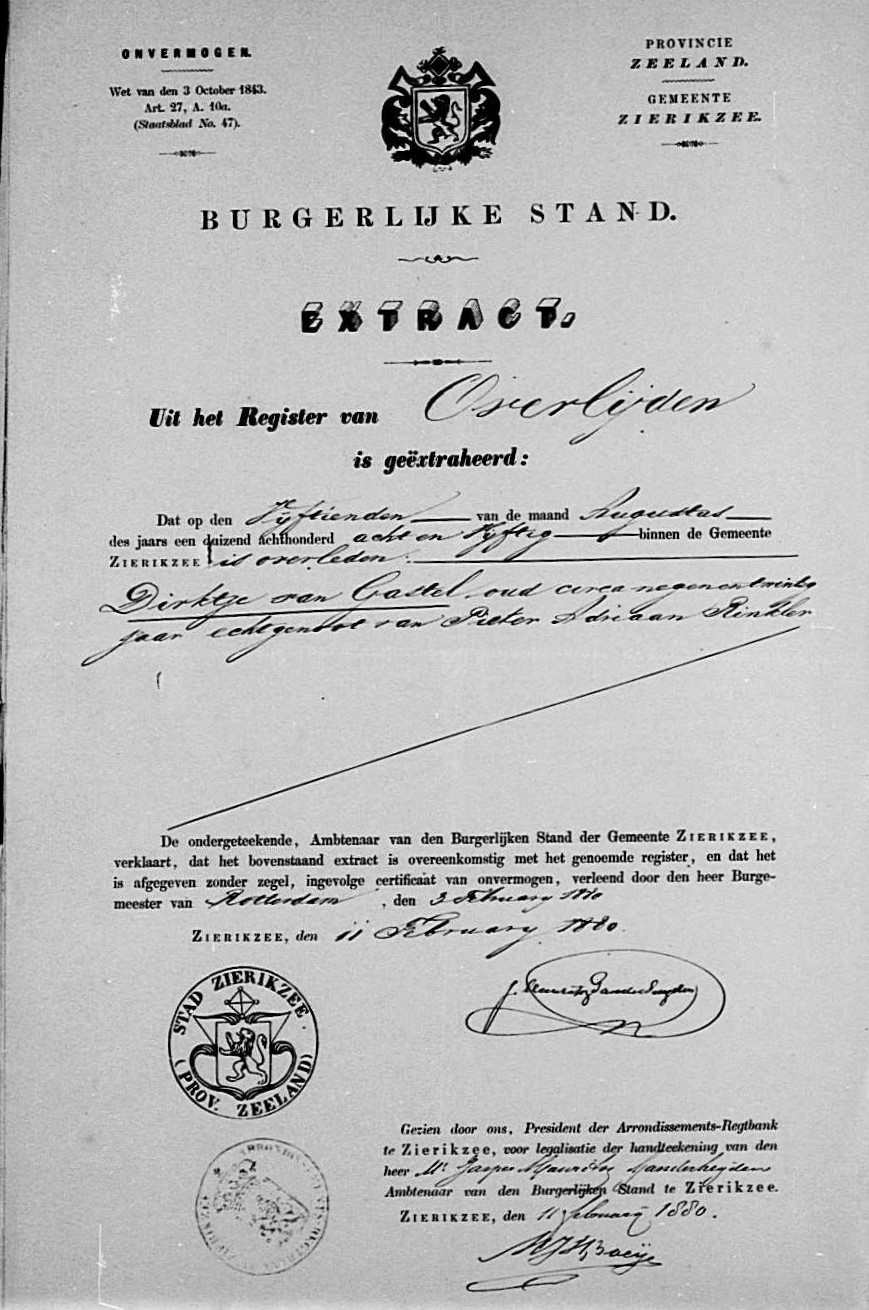 ONVERMOGEN.
Wet van den 3 October 1843.
Art. 27, A. 10a.
(Staatsblad No. 47).
PROVINCIE
ZEELAND.
GEMEENTE
ZIERIKZEE.
BURGERLIJKE STAND.
EXTRACT.
Uit het Register van Overlijden
is geëxtraheerd:
Dat op den Vijftienden van de maand Augustus
des jaars een duizend achthonderd acht en Vijftig binnen de Gemeente
ZIERIKZEE is overleden:
Dirktje van Gastel oud circa negenentwintig
jaar echtgenoot van Pieter Adriaan Rinkler
De ondergeteekende, Ambtenaar van den Burgerlijken Stand der Gemeente ZIERIKZEE,
verklaart, dat het bovenstaand extract is overeenkomstig met het genoemde register, en dat het
is afgegeven zonder zegel, ingevolge certificaat van onvermogen, verleend door den heer Burge-
meester van Rotterdam, den 3 February 1880
ZIERIKZEE, den 11 February 1880.
STAD ZIERIKZEE
(PROV. ZEELAND)
Gezien door ons, President der Arrondissements-Regtbank
te Zierikzee, voor legalisatie der handteekening van den
heer Mr. Jasper Mauritz Vanderheyden
Ambtenaar van den Burgerlijken Stand te Zierikzee.
ZIERIKZEE, den 11 february 1880.